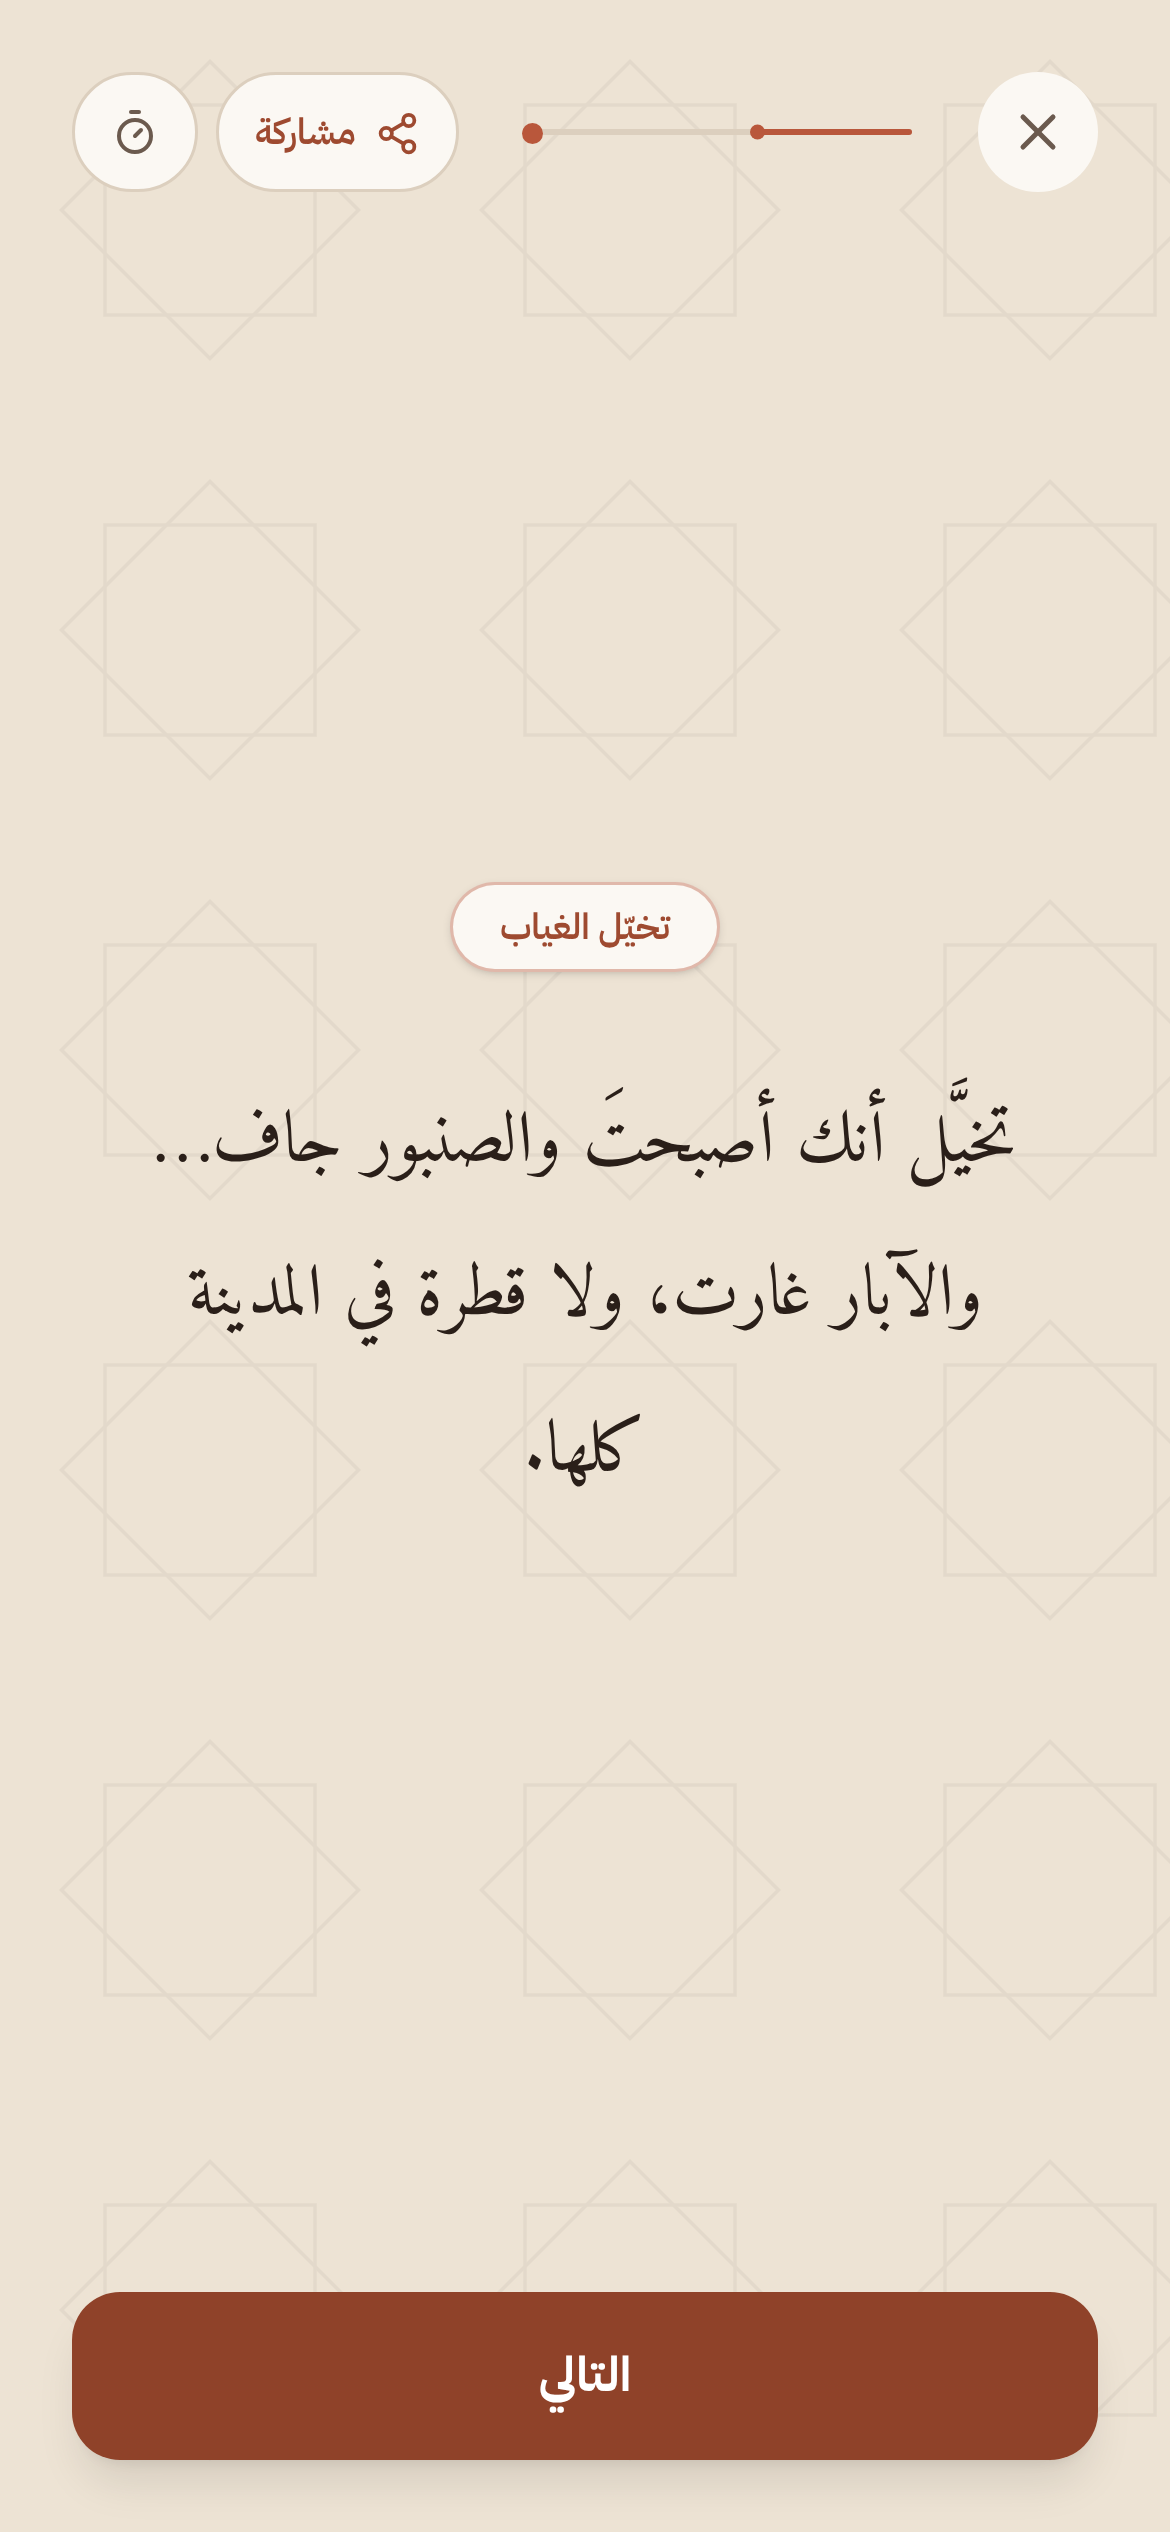 مشاركة
تخيّل الغياب
تخيَّل أنك أصبحتَ والصنبور جاف...
والآبار غارت، ولا قطرة في المدينة
كلها.
التالي